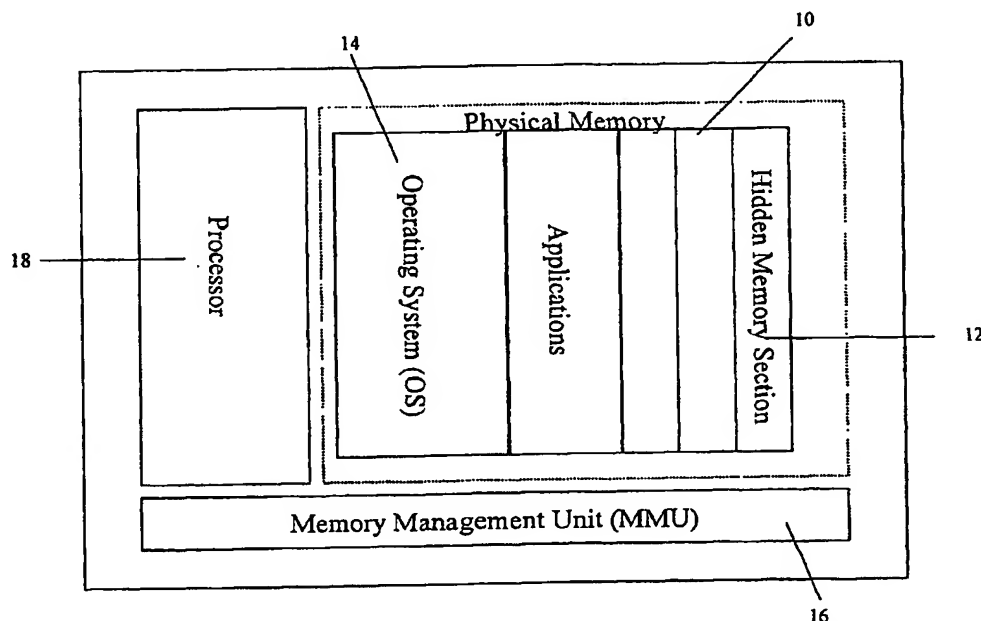 10
14
Physical Memory
Operating System (OS)
Applications
Hidden Memory
Section
Processor
18
12
Memory Management Unit (MMU)
16